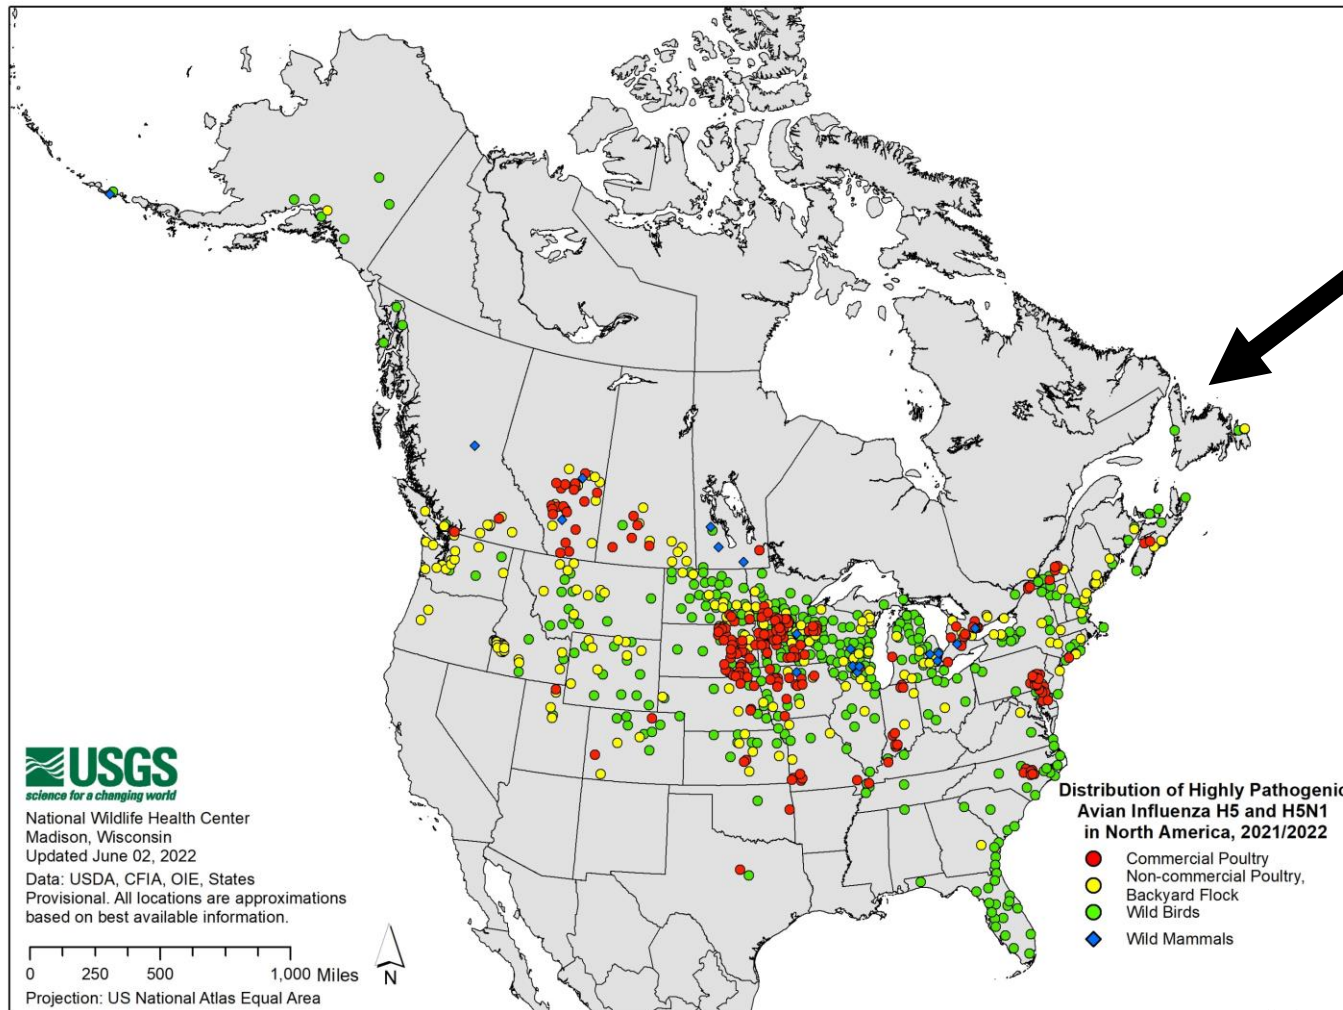 USGS
science for a changing world
National Wildlife Health Center
Madison, Wisconsin
Updated June 02, 2022
Data: USDA, CFIA, OIE, States
Provisional. All locations are approximations
based on best available information.
0 250 500 1,000 Miles
Projection: US National Atlas Equal Area
N
Distribution of Highly Pathogenic
Avian Influenza H5 and H5N1
in North America, 2021/2022
Commercial Poultry
Non-commercial Poultry,
Backyard Flock
Wild Birds
Wild Mammals